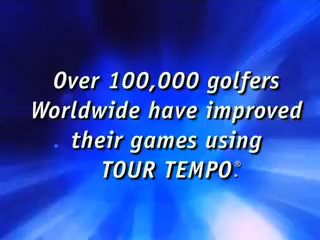 Over 100,000 golfers
Worldwide have improved
their games using
TOUR TEMPO®.